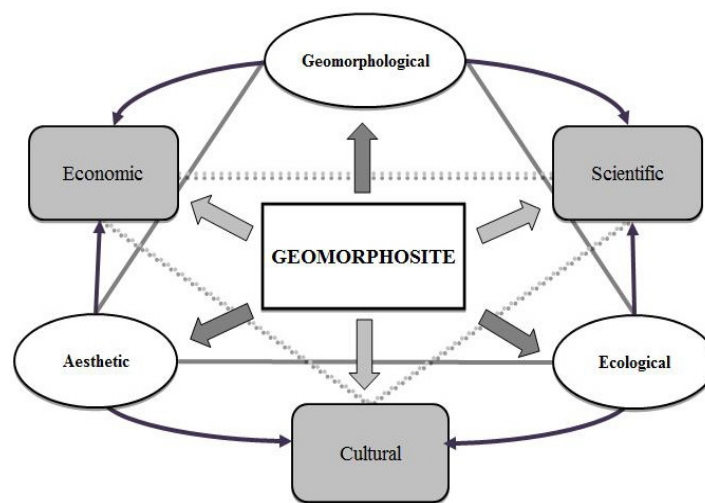 Geomorphological
Economic
Scientific
GEOMORPHOSITE
Aesthetic
Ecological
Cultural